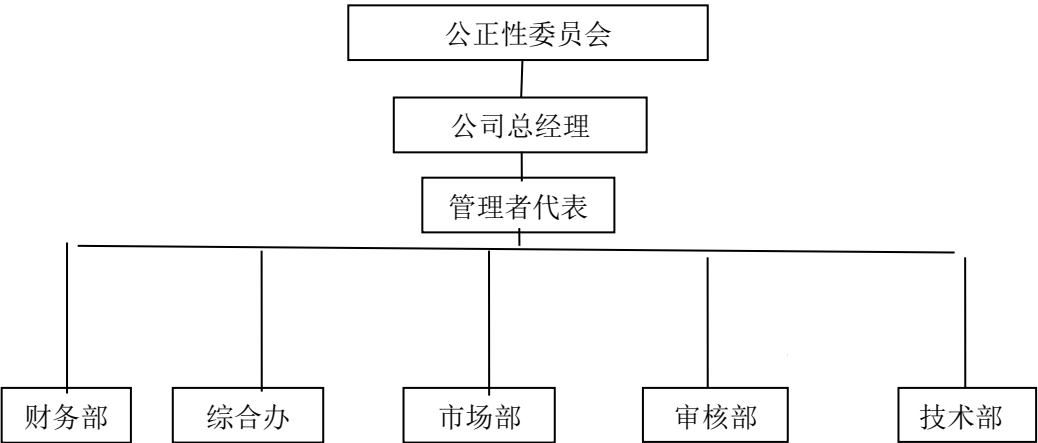 公正性委员会
公司总经理
管理者代表
财务部
综合办
市场部
审核部
技术部